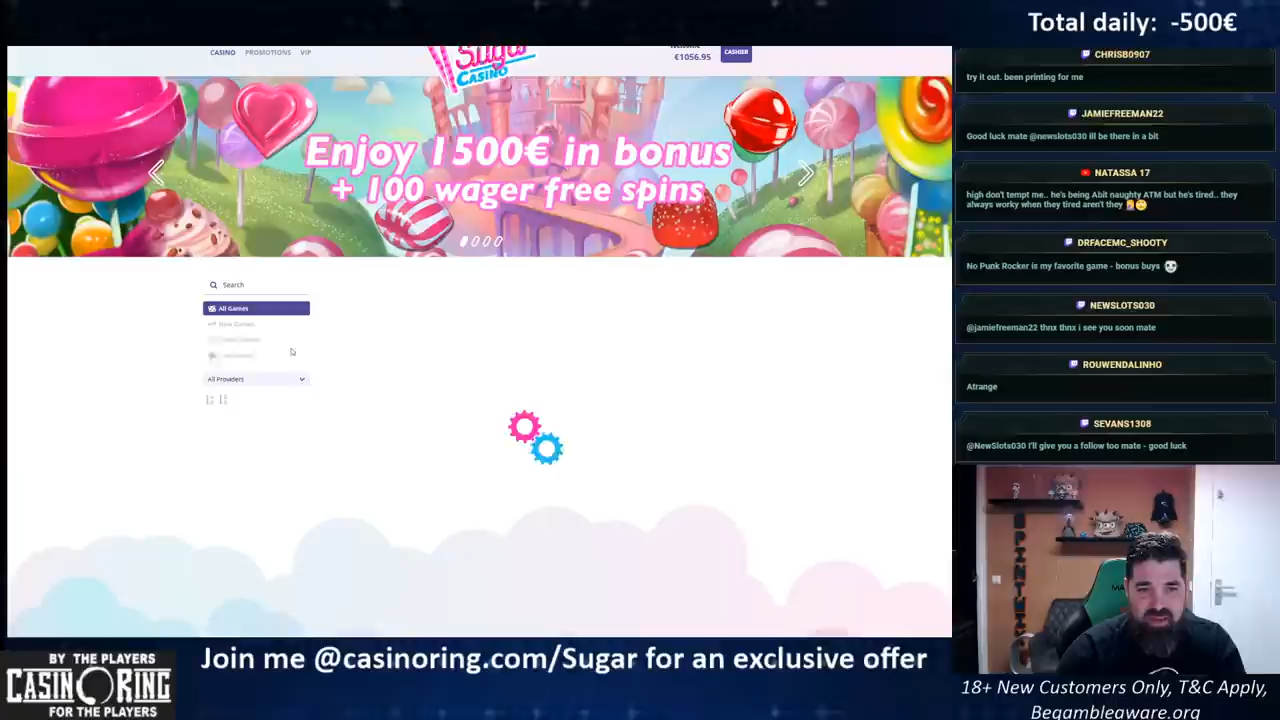 Total daily: -500€
CASINO PROMOTIONS VIP
Sugar
CASINO
€1056.95
CASHIER
Enjoy 1500€ in bonus
+ 100 wager free spins
Search
All Games
New Games
All Providers
CHRISB0907
try it out. been printing for me
JAMIEFREEMAN22
Good luck mate @newslots030 ill be there in a bit
NATASSA 17
high don't tempt me.. he's being Abit naughty ATM but he's tired.. they
always worky when they tired aren't they
DRFACEMC_SHOOTY
No Punk Rocker is my favorite game - bonus buys
NEWSLOTS030
@jamiefreeman22 thnx thnx i see you soon mate
ROUWENDALINHO
Atrange
SEVANS1308
@NewSlots030 I'll give you a follow too mate - good luck
BY THE PLAYERS
CASINORING
FOR THE PLAYERS
Join me @casinoring.com/Sugar for an exclusive offer
18+ New Customers Only, T&C Apply,
Begambleaware.org